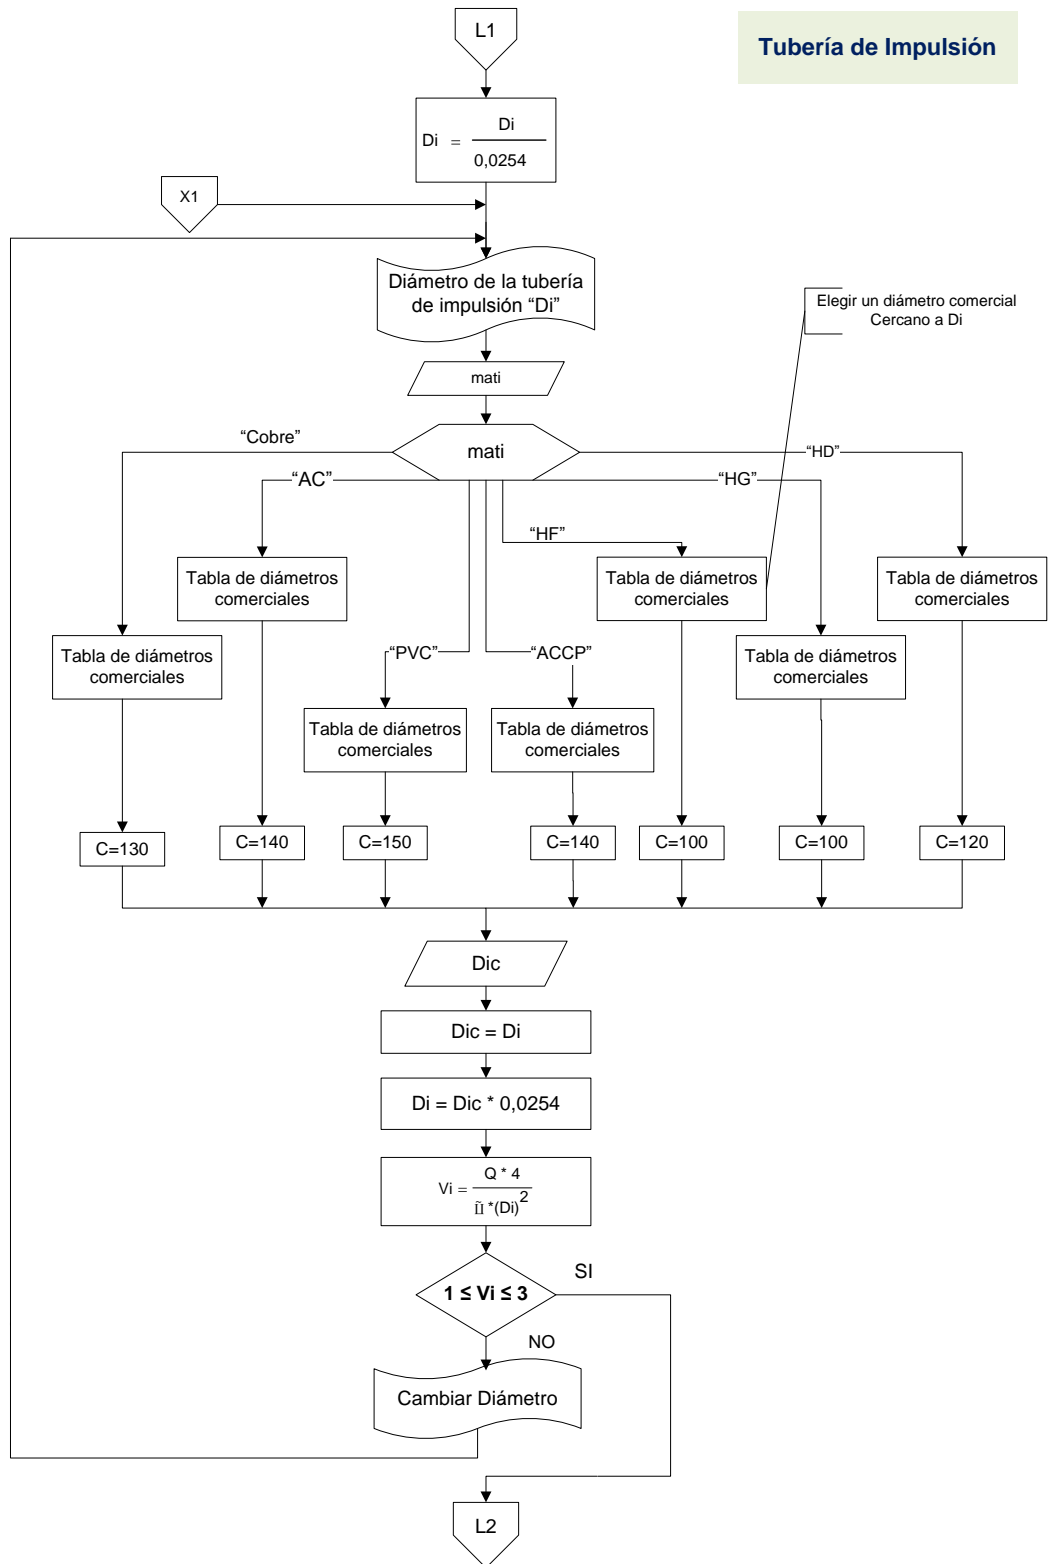 L1
Tubería de Impulsión
Di = Di / 0,0254
X1
Diámetro de la tubería
de impulsión “Di”
Elegir un diámetro comercial
Cercano a Di
mati
mati
“Cobre”
“HD”
“AC”
“HG”
“HF”
Tabla de diámetros
comerciales
Tabla de diámetros
comerciales
Tabla de diámetros
comerciales
Tabla de diámetros
comerciales
“PVC”
“ACCP”
Tabla de diámetros
comerciales
Tabla de diámetros
comerciales
Tabla de diámetros
comerciales
C=130
C=140
C=150
C=140
C=100
C=100
C=120
Dic
Dic = Di
Di = Dic * 0,0254
Vi = Q * 4 / Π̃ *(Di)²
1 ≤ Vi ≤ 3
SI
NO
Cambiar Diámetro
L2